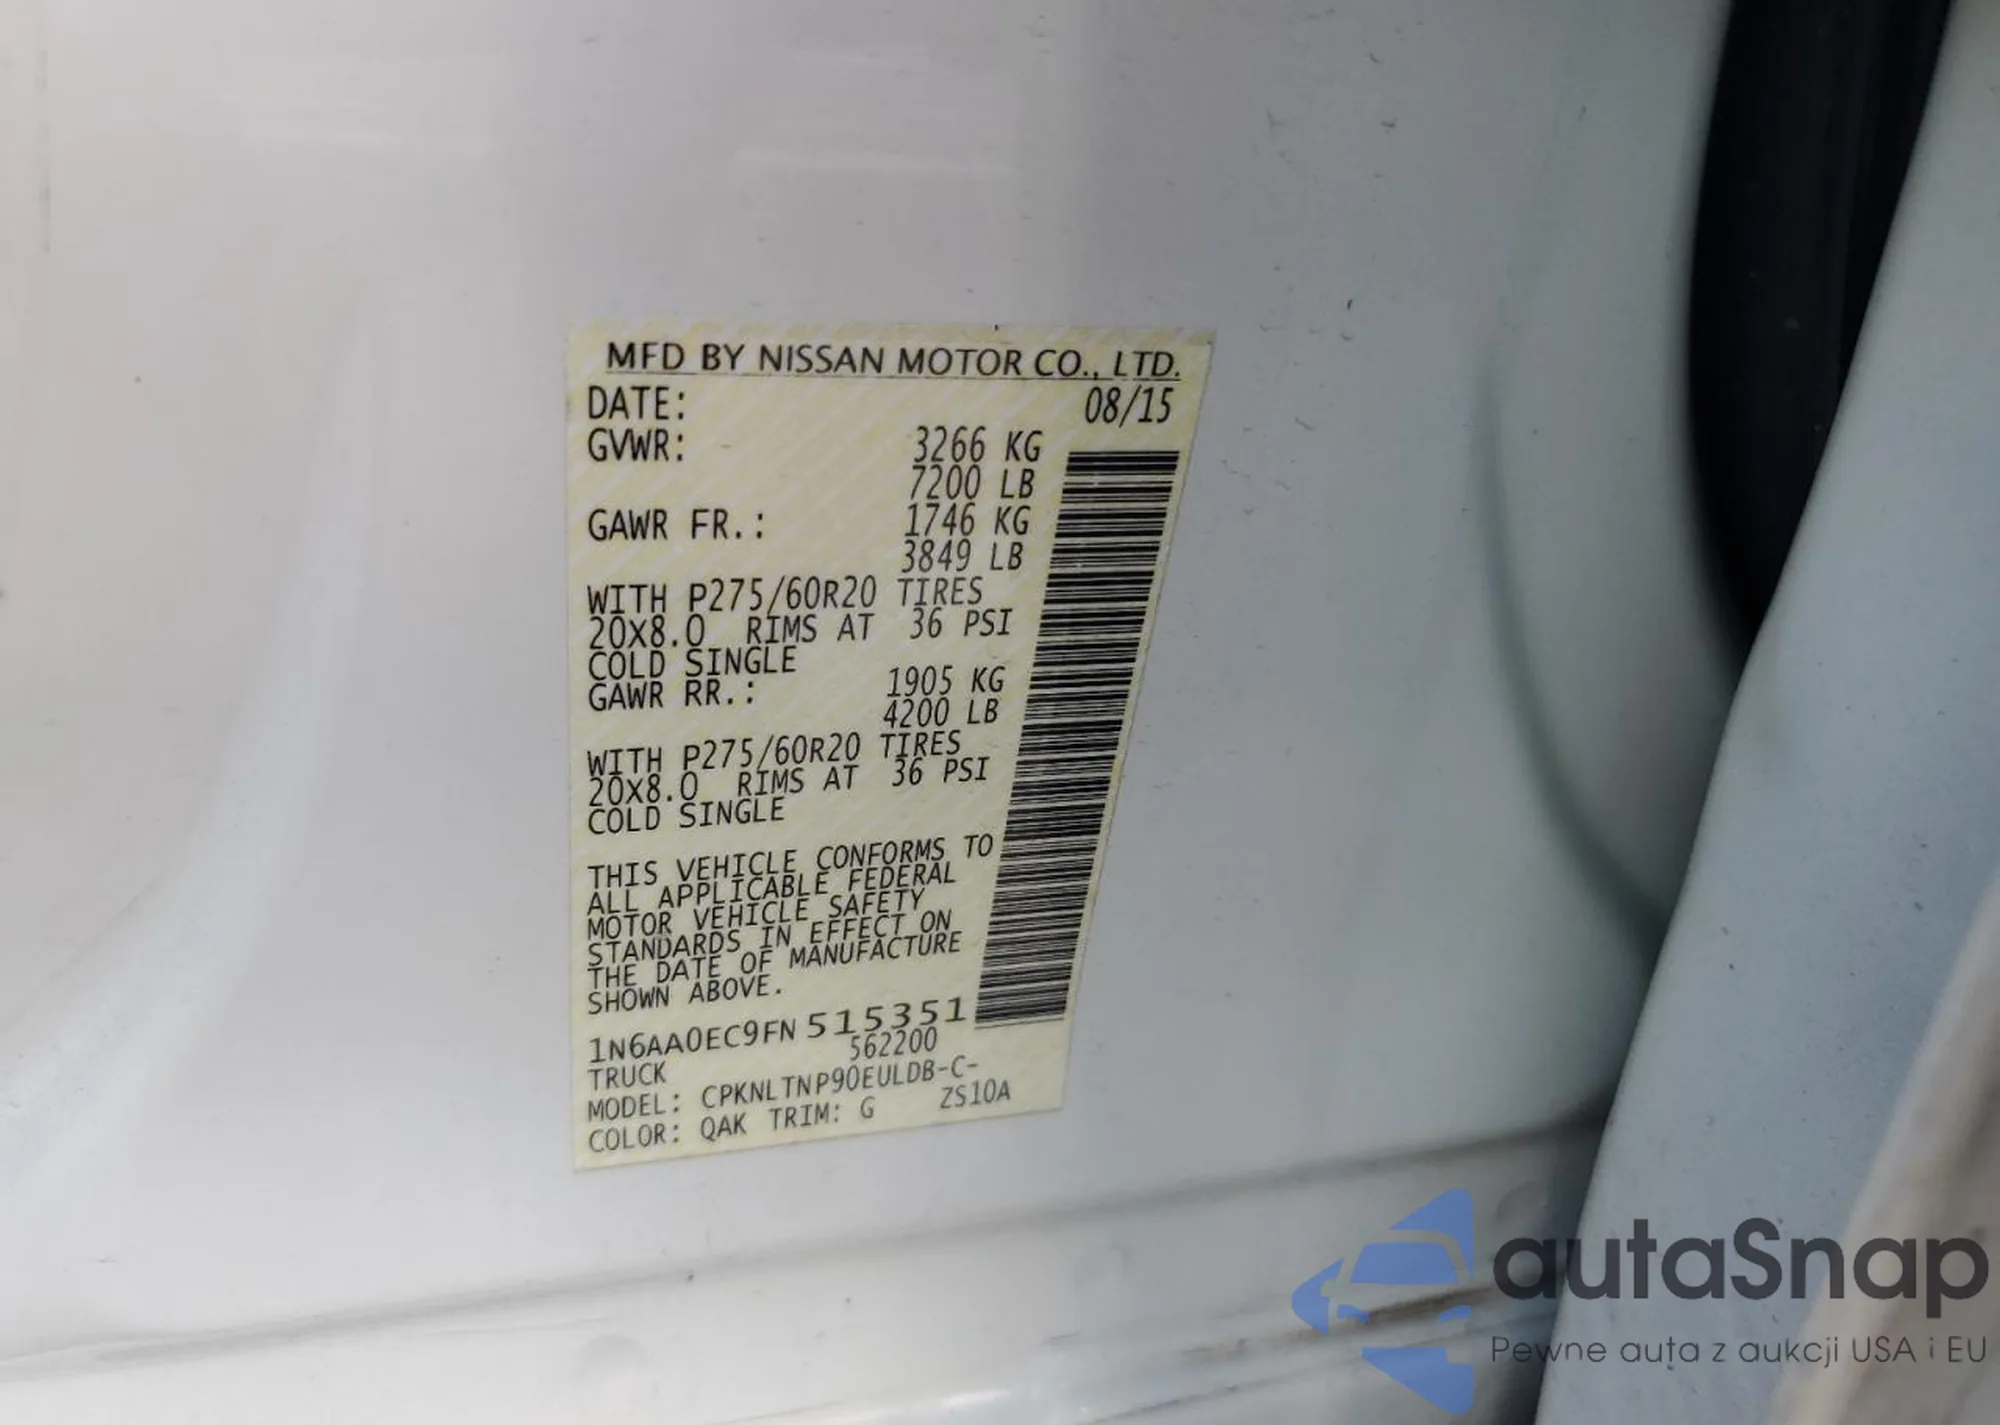 MFD BY NISSAN MOTOR CO., LTD.
DATE: 08/15
GVWR: 3266 KG
7200 LB
GAWR FR.: 1746 KG
3849 LB
WITH P275/60R20 TIRES
20X8.0 RIMS AT 36 PSI
COLD SINGLE
GAWR RR.: 1905 KG
4200 LB
WITH P275/60R20 TIRES
20X8.0 RIMS AT 36 PSI
COLD SINGLE
THIS VEHICLE CONFORMS TO
ALL APPLICABLE FEDERAL
MOTOR VEHICLE SAFETY
STANDARDS IN EFFECT ON
THE DATE OF MANUFACTURE
SHOWN ABOVE.
1N6AA0EC9FN 515351
TRUCK 562200
MODEL: CPKNLTNP90EULDB-C-
COLOR: QAK TRIM: G ZS10A
autaSnap
Pewne auta z aukcji USA i EU